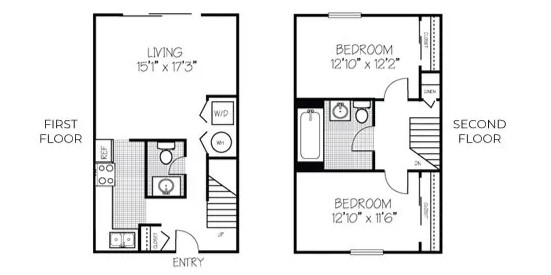 FIRST
FLOOR
LIVING
15'1" x 17'3"
W/D
WH
REF
CLOSET
UP
ENTRY
BEDROOM
12'10" x 12'2"
CLOSET
LINEN
DN
BEDROOM
12'10" x 11'6"
CLOSET
SECOND
FLOOR